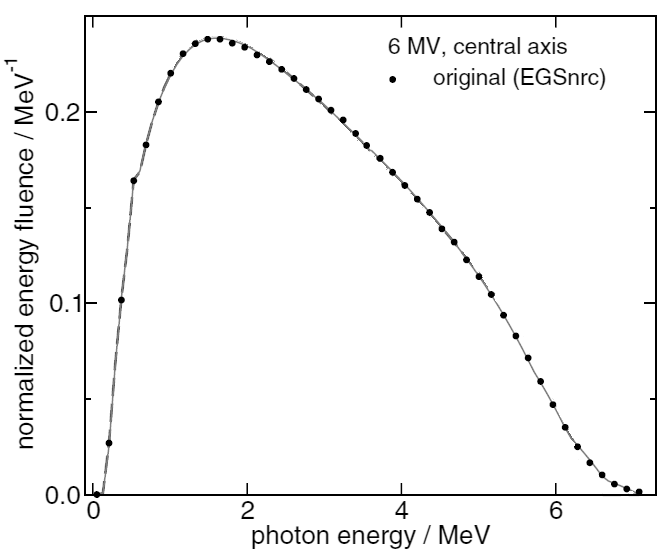 6 MV, central axis
original (EGSnrc)
normalized energy fluence / MeV⁻¹
0.2
0.1
0.0
0
2
4
6
photon energy / MeV